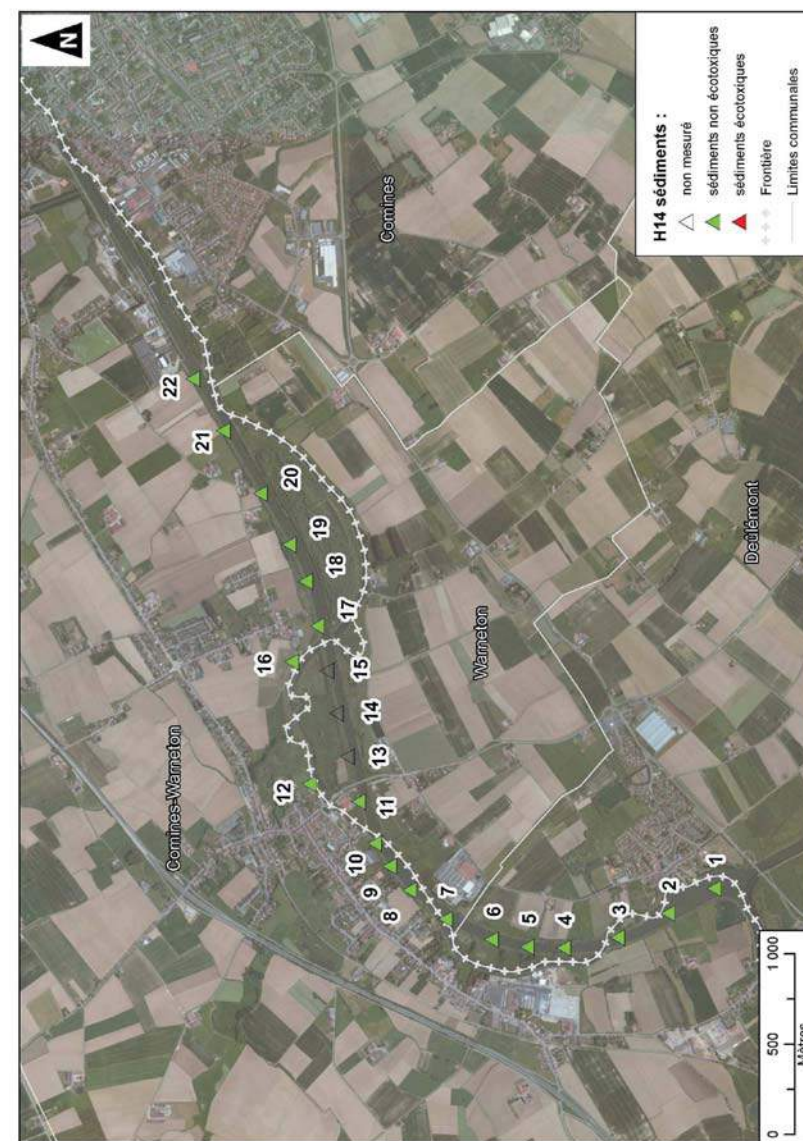 N
H14 sédiments :
non mesuré
sédiments non écotoxiques
sédiments écotoxiques
Frontière
Limites communales
Comines
Comines-Warneton
Warneton
Deûlémont
22
21
20
19
18
17
16
15
14
13
12
11
10
9
8
7
6
5
4
3
2
1
0 500 1 000
Mètres